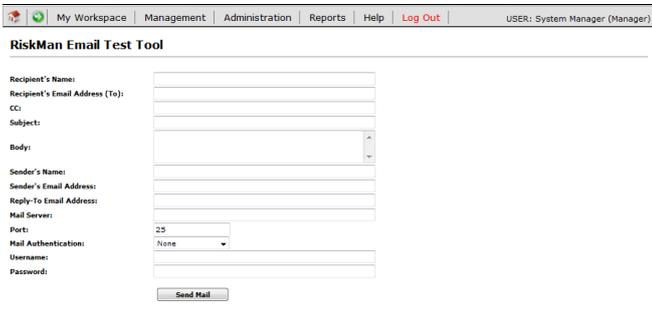 My Workspace | Management | Administration | Reports | Help | Log Out | USER: System Manager (Manager)
RiskMan Email Test Tool
Recipient's Name:
Recipient's Email Address (To):
CC:
Subject:
Body:
Sender's Name:
Sender's Email Address:
Reply-To Email Address:
Mail Server:
Port: 25
Mail Authentication: None
Username:
Password:
Send Mail